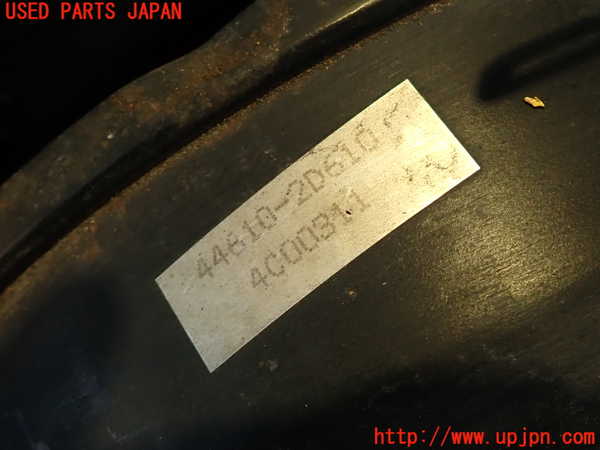 USED PARTS JAPAN
44610-2D610
4C00311
http://www.upjpn.com/